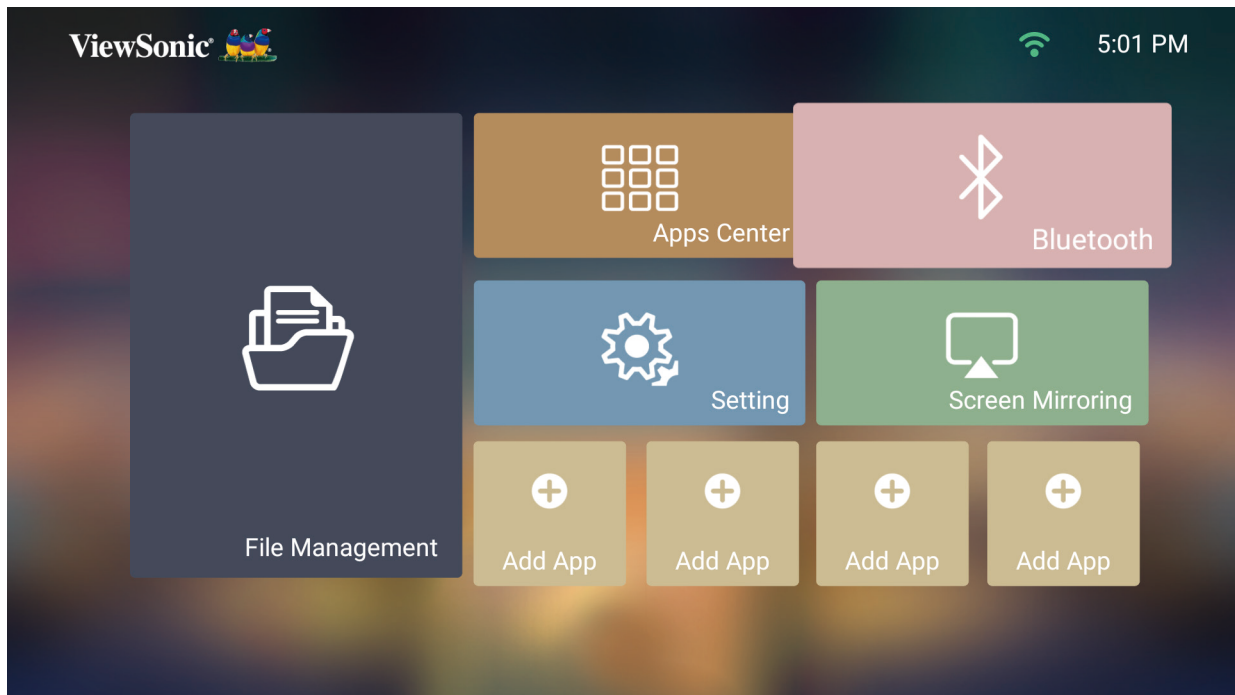 ViewSonic®
5:01 PM
Apps Center
Bluetooth
Setting
Screen Mirroring
File Management
Add App
Add App
Add App
Add App